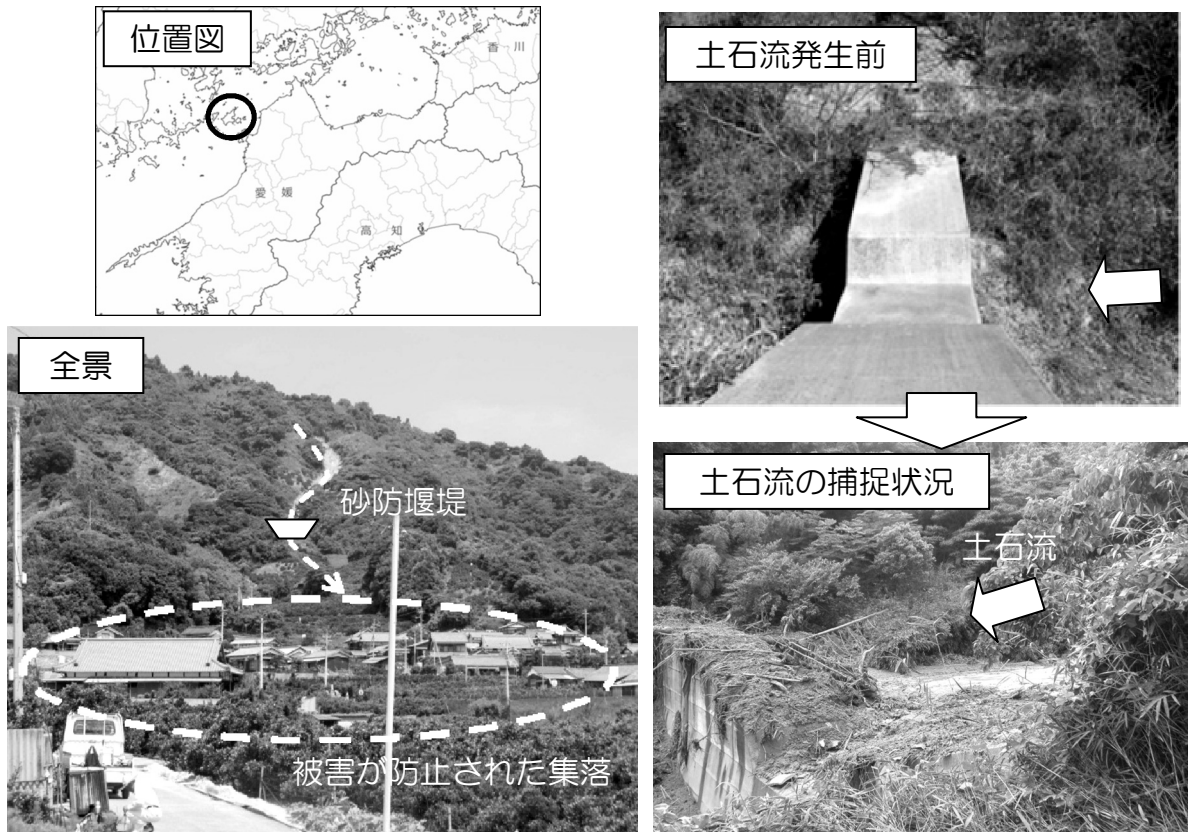 位置図
香川
愛媛
高知
土石流発生前
全景
砂防堰堤
被害が防止された集落
土石流の捕捉状況
土石流